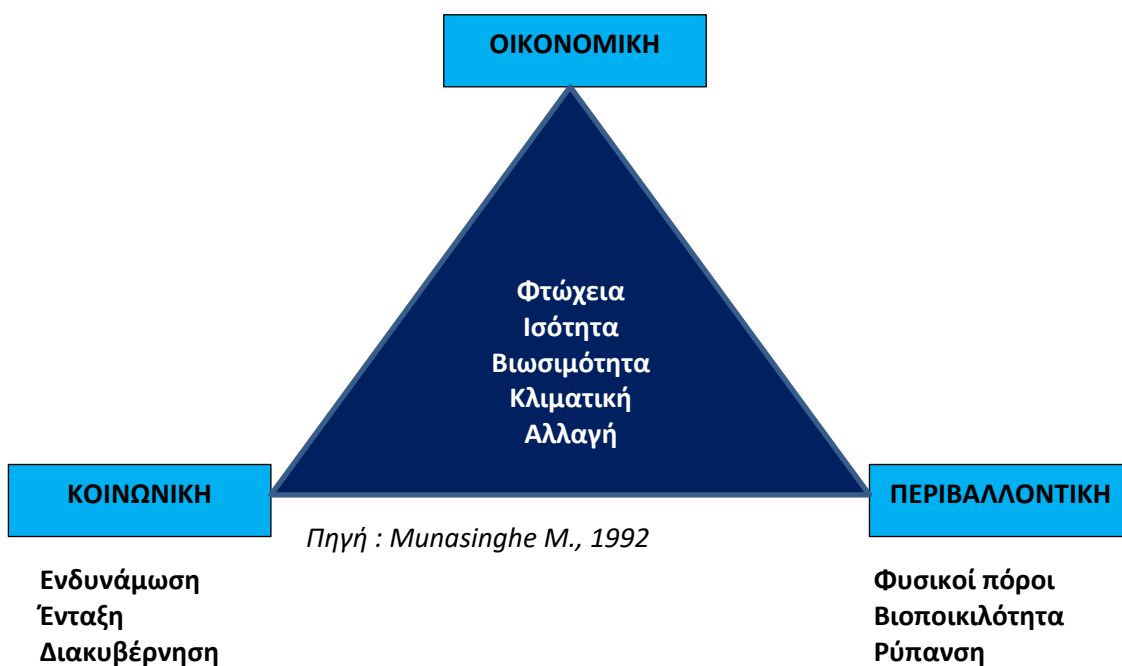 ΟΙΚΟΝΟΜΙΚΗ
Φτώχεια
Ισότητα
Βιωσιμότητα
Κλιματική
Αλλαγή
ΚΟΙΝΩΝΙΚΗ
ΠΕΡΙΒΑΛΛΟΝΤΙΚΗ
Πηγή : Munasinghe M., 1992
Ενδυνάμωση
Ένταξη
Διακυβέρνηση
Φυσικοί πόροι
Βιοποικιλότητα
Ρύπανση